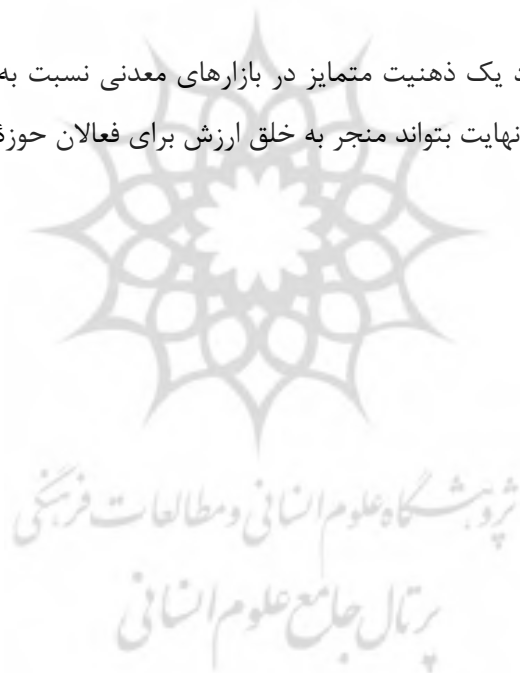 د یک ذهنیت متمایز در بازارهای معدنی نسبت به
نهایت بتواند منجر به خلق ارزش برای فعالان حوزهٔ
پژوهشگاه علوم انسانی و مطالعات فرهنگی
پرتال جامع علوم انسانی